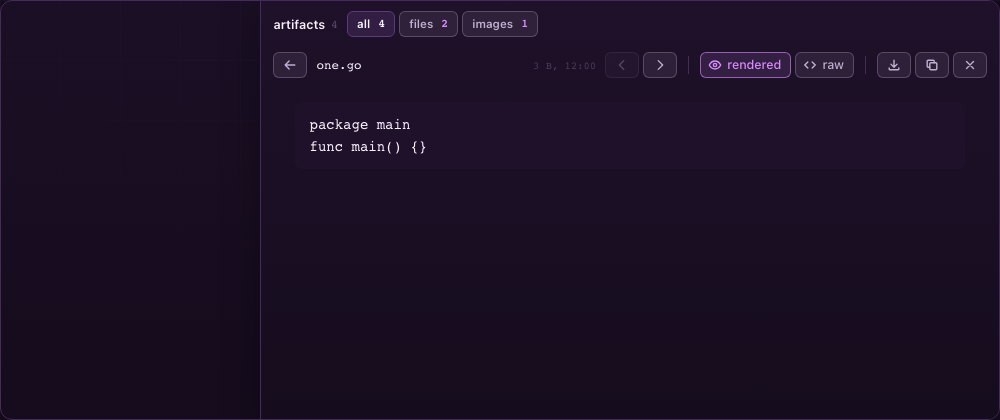 artifacts 4 all 4 files 2 images 1
one.go 3 B, 12:00 rendered raw
package main
func main() {}